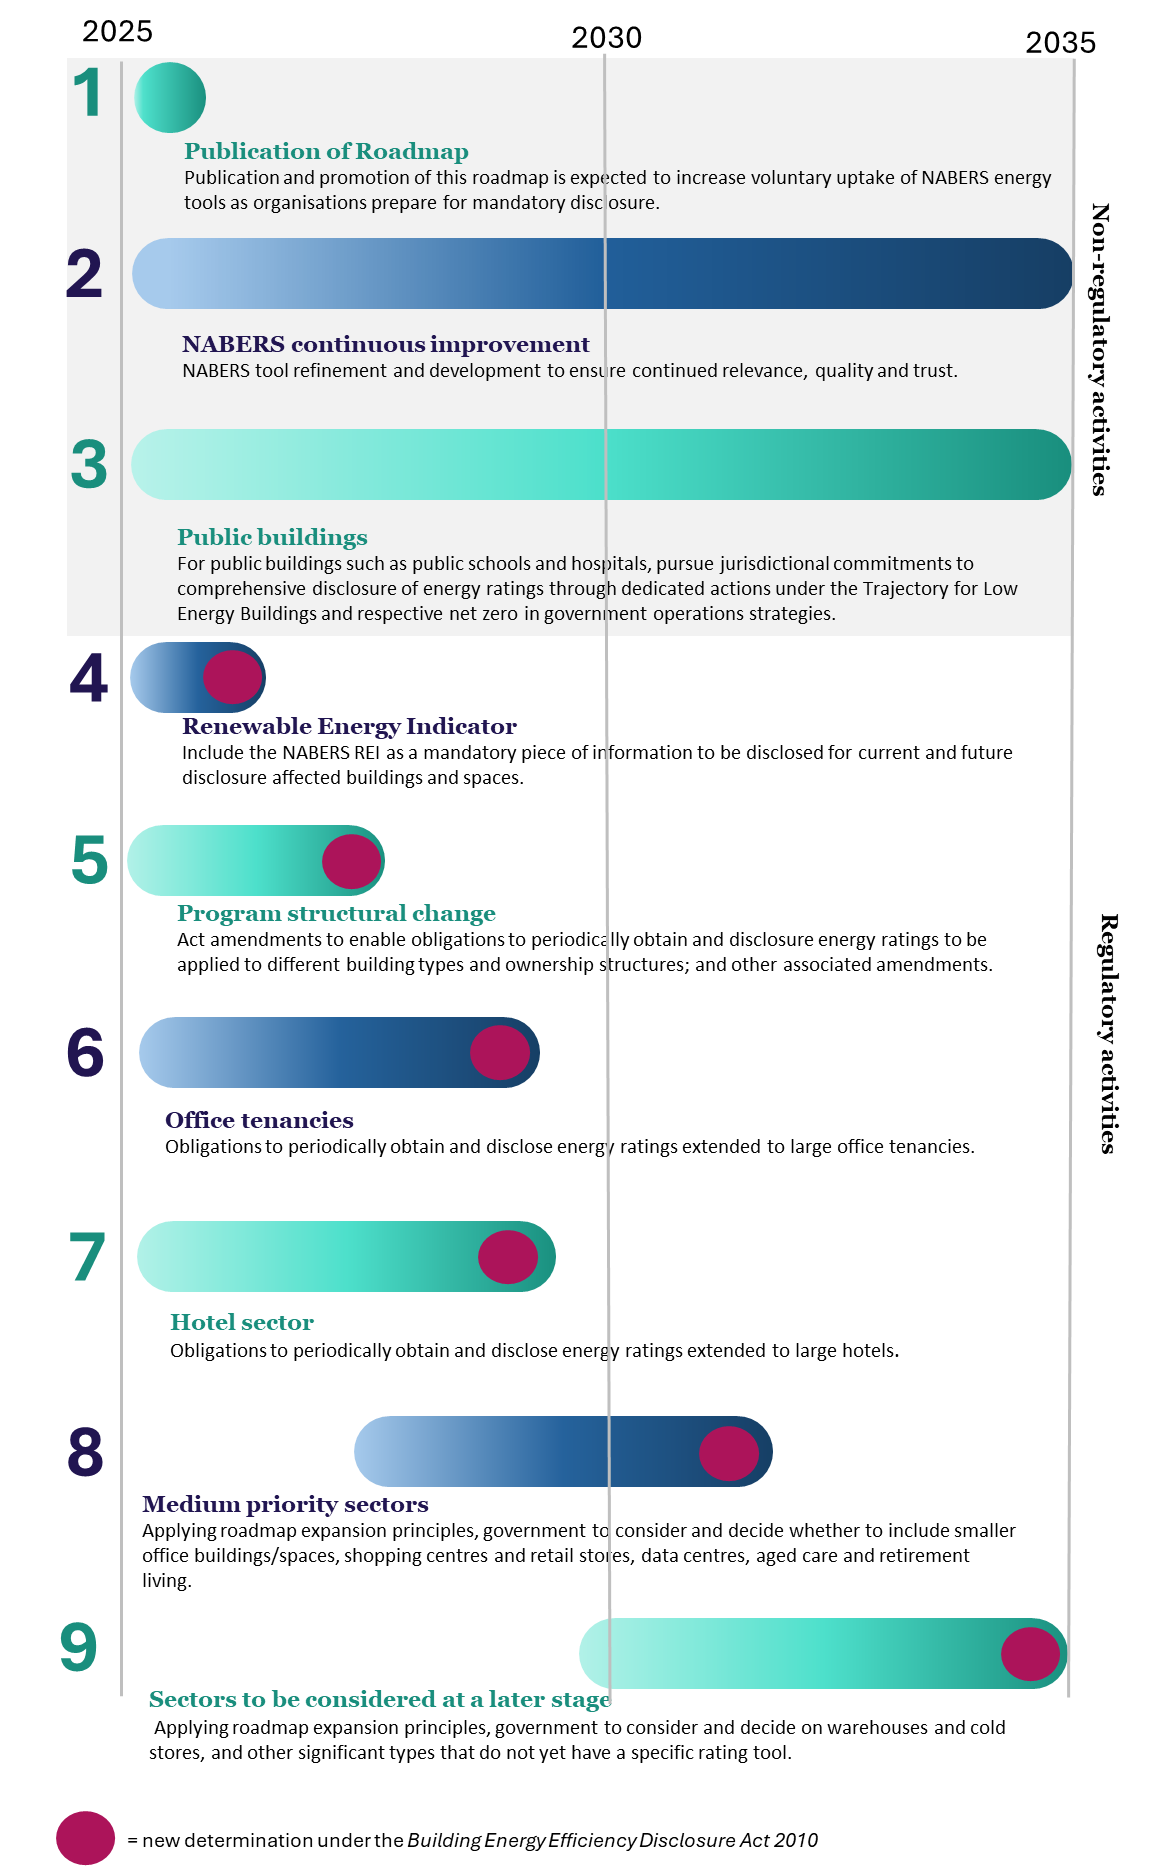 2025
2030
2035
1
Publication of Roadmap
Publication and promotion of this roadmap is expected to increase voluntary uptake of NABERS energy
tools as organisations prepare for mandatory disclosure.
2
NABERS continuous improvement
NABERS tool refinement and development to ensure continued relevance, quality and trust.
3
Public buildings
For public buildings such as public schools and hospitals, pursue jurisdictional commitments to
comprehensive disclosure of energy ratings through dedicated actions under the Trajectory for Low
Energy Buildings and respective net zero in government operations strategies.
Non-regulatory activities
4
Renewable Energy Indicator
Include the NABERS REI as a mandatory piece of information to be disclosed for current and future
disclosure affected buildings and spaces.
5
Program structural change
Act amendments to enable obligations to periodically obtain and disclosure energy ratings to be
applied to different building types and ownership structures; and other associated amendments.
6
Office tenancies
Obligations to periodically obtain and disclose energy ratings extended to large office tenancies.
7
Hotel sector
Obligations to periodically obtain and disclose energy ratings extended to large hotels.
8
Medium priority sectors
Applying roadmap expansion principles, government to consider and decide whether to include smaller
office buildings/spaces, shopping centres and retail stores, data centres, aged care and retirement
living.
9
Sectors to be considered at a later stage
Applying roadmap expansion principles, government to consider and decide on warehouses and cold
stores, and other significant types that do not yet have a specific rating tool.
Regulatory activities
= new determination under the Building Energy Efficiency Disclosure Act 2010